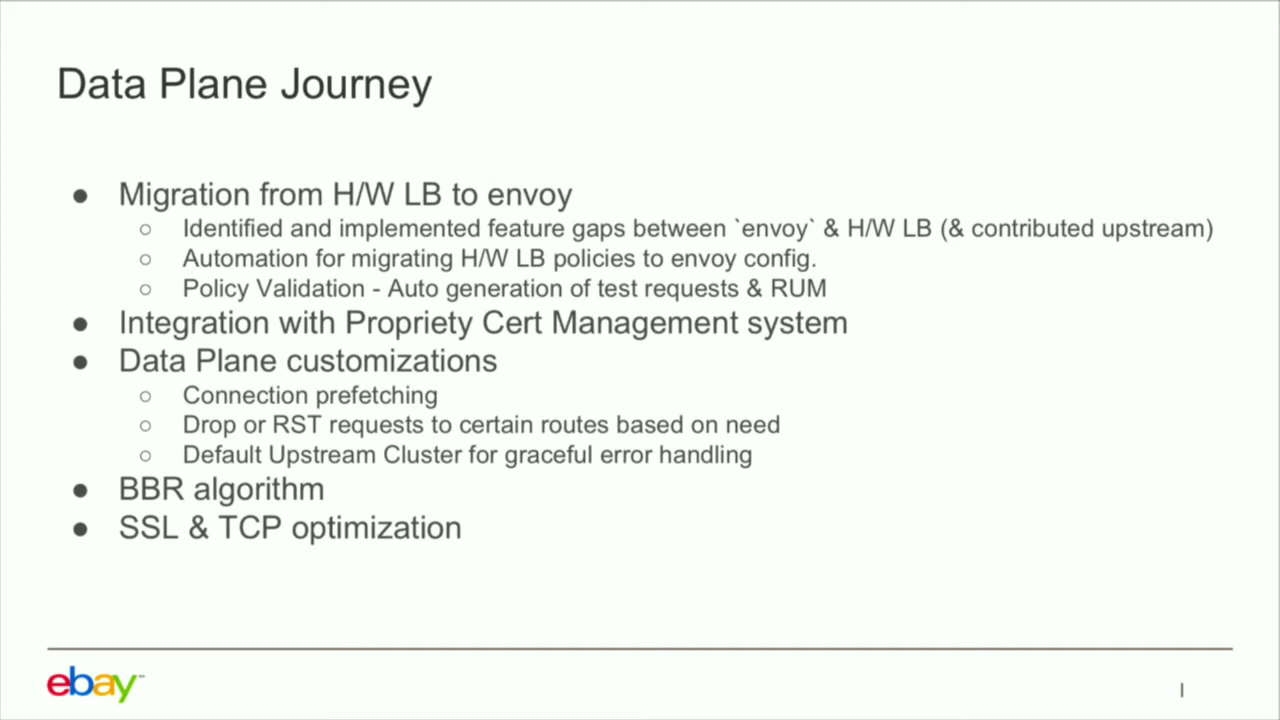 Data Plane Journey
● Migration from H/W LB to envoy
○ Identified and implemented feature gaps between `envoy` & H/W LB (& contributed upstream)
○ Automation for migrating H/W LB policies to envoy config.
○ Policy Validation - Auto generation of test requests & RUM
● Integration with Propriety Cert Management system
● Data Plane customizations
○ Connection prefetching
○ Drop or RST requests to certain routes based on need
○ Default Upstream Cluster for graceful error handling
● BBR algorithm
● SSL & TCP optimization
ebay™